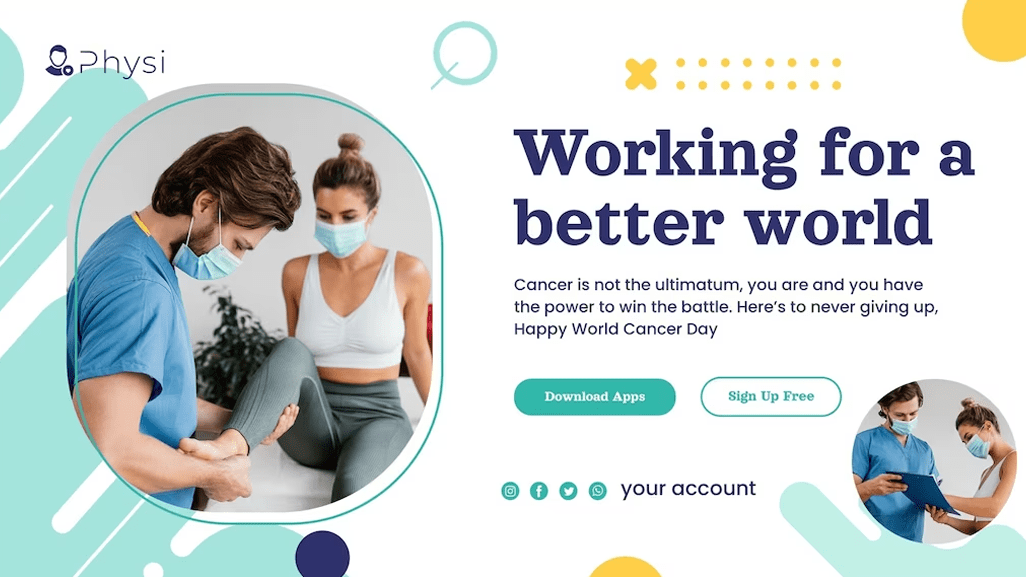 Physi
Working for a
better world
Cancer is not the ultimatum, you are and you have
the power to win the battle. Here’s to never giving up,
Happy World Cancer Day
Download Apps
Sign Up Free
your account